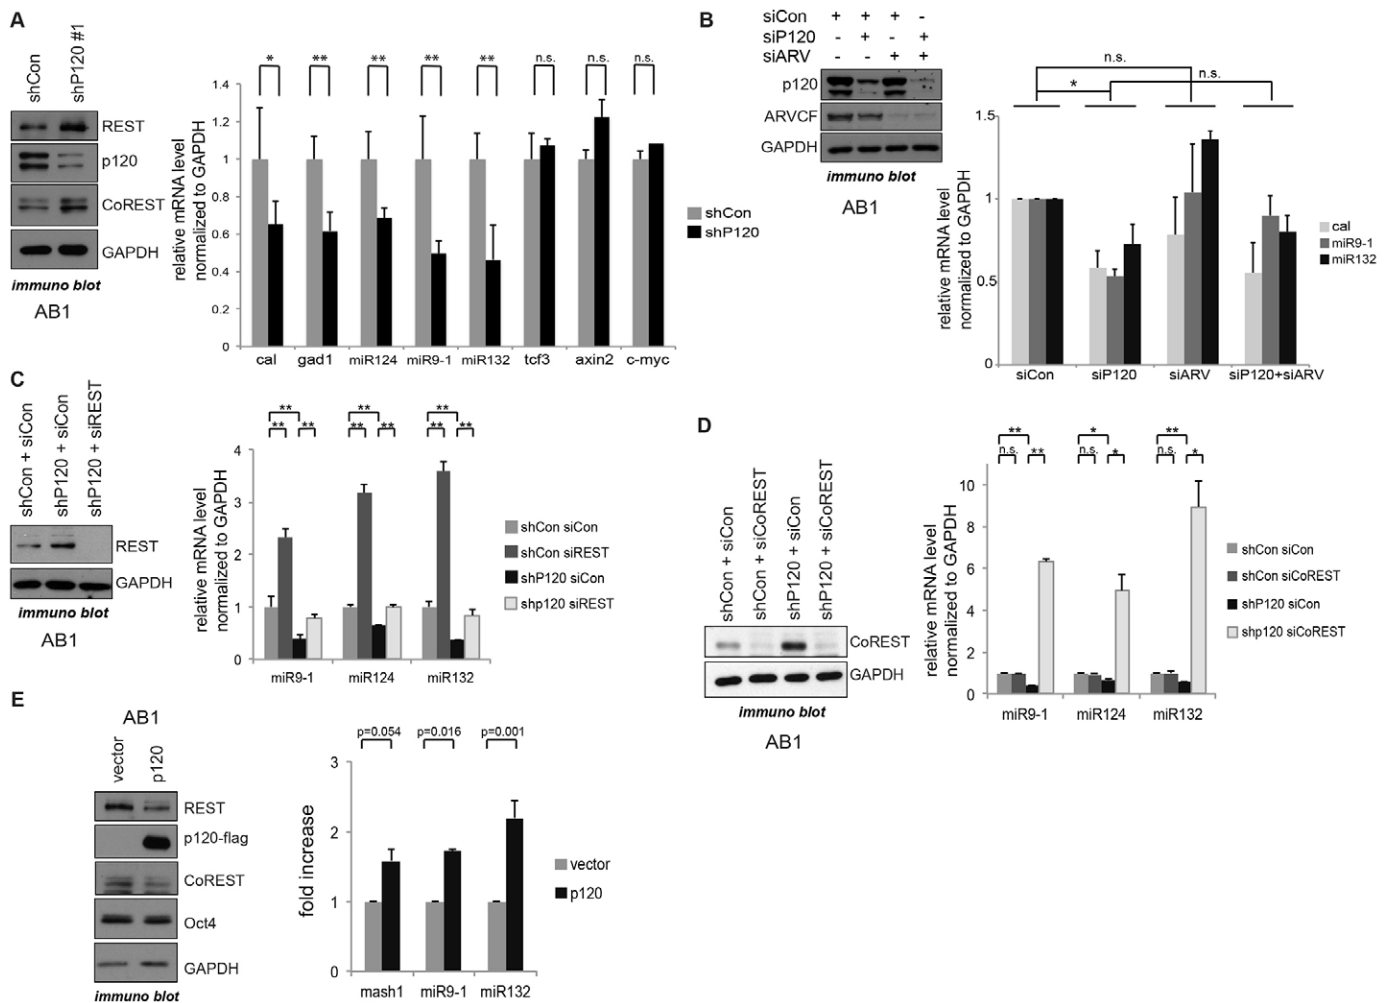 A
shCon
shP120 #1
REST
p120
CoREST
GAPDH
immuno blot
AB1
relative mRNA level
normalized to GAPDH
1.4
1.2
1
0.8
0.6
0.4
0.2
0
* ** ** ** ** n.s. n.s. n.s.
cal gad1 miR124 miR9-1 miR132 tcf3 axin2 c-myc
shCon
shP120
B
siCon + + + -
siP120 - + - +
siARV - - + +
p120
ARVCF
GAPDH
immuno blot
AB1
relative mRNA level
normalized to GAPDH
1.5
1
0.5
0
n.s.
* n.s.
siCon siP120 siARV siP120+siARV
cal
miR9-1
miR132
C
shCon + siCon
shP120 + siCon
shP120 + siREST
REST
GAPDH
immuno blot
AB1
relative mRNA level
normalized to GAPDH
4
3
2
1
0
** ** **
** ** ** ** ** **
miR9-1 miR124 miR132
shCon siCon
shCon siREST
shP120 siCon
shp120 siREST
D
shCon + siCon
shCon + siCoREST
shP120 + siCon
shP120 + siCoREST
CoREST
GAPDH
immuno blot
AB1
relative mRNA level
normalized to GAPDH
10
8
6
4
2
0
** * **
n.s. ** n.s. * n.s. *
miR9-1 miR124 miR132
shCon siCon
shCon siCoREST
shP120 siCon
shp120 siCoREST
E
AB1
vector
p120
REST
p120-flag
CoREST
Oct4
GAPDH
immuno blot
fold increase
3
2
1
0
p=0.054 p=0.016 p=0.001
mash1 miR9-1 miR132
vector
p120